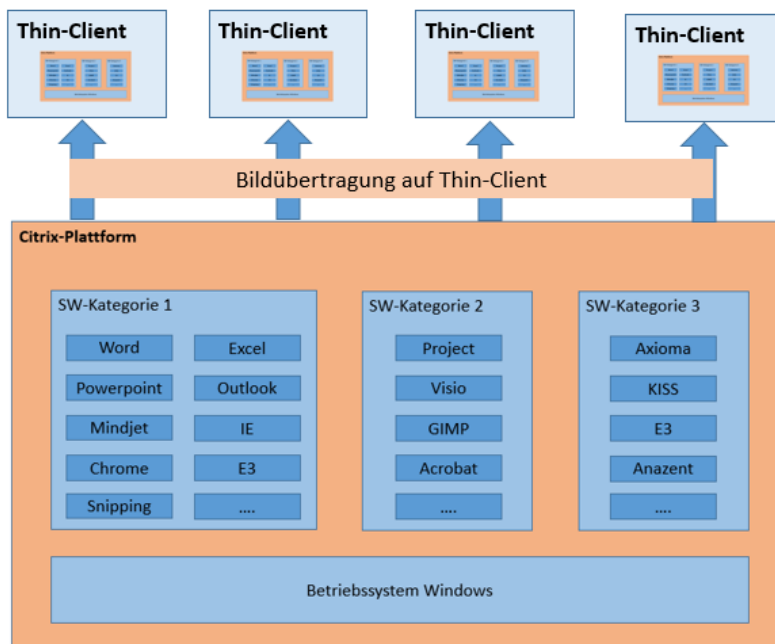 Thin-Client
Thin-Client
Thin-Client
Thin-Client
Bildübertragung auf Thin-Client
Citrix-Plattform
SW-Kategorie 1
Word
Excel
Powerpoint
Outlook
Mindjet
IE
Chrome
E3
Snipping
....
SW-Kategorie 2
Project
Visio
GIMP
Acrobat
....
SW-Kategorie 3
Axioma
KISS
E3
Anazent
....
Betriebssystem Windows